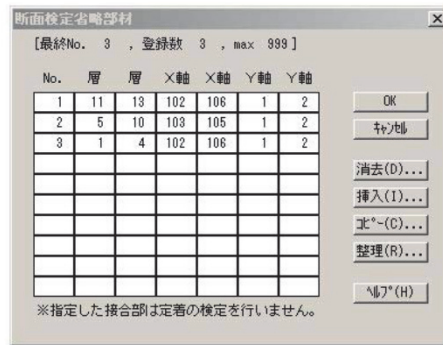 断面検定省略部材
[最終No. 3 , 登録数 3 , max 999]
No. 層 層 X軸 X軸 Y軸 Y軸
1 11 13 102 106 1 2
2 5 10 103 105 1 2
3 1 4 102 106 1 2
OK
ｷｬﾝｾﾙ
消去(D)...
挿入(I)...
ｺﾋﾟｰ(C)...
整理(R)...
ﾍﾙﾌﾟ(H)
※指定した接合部は定着の検定を行いません。